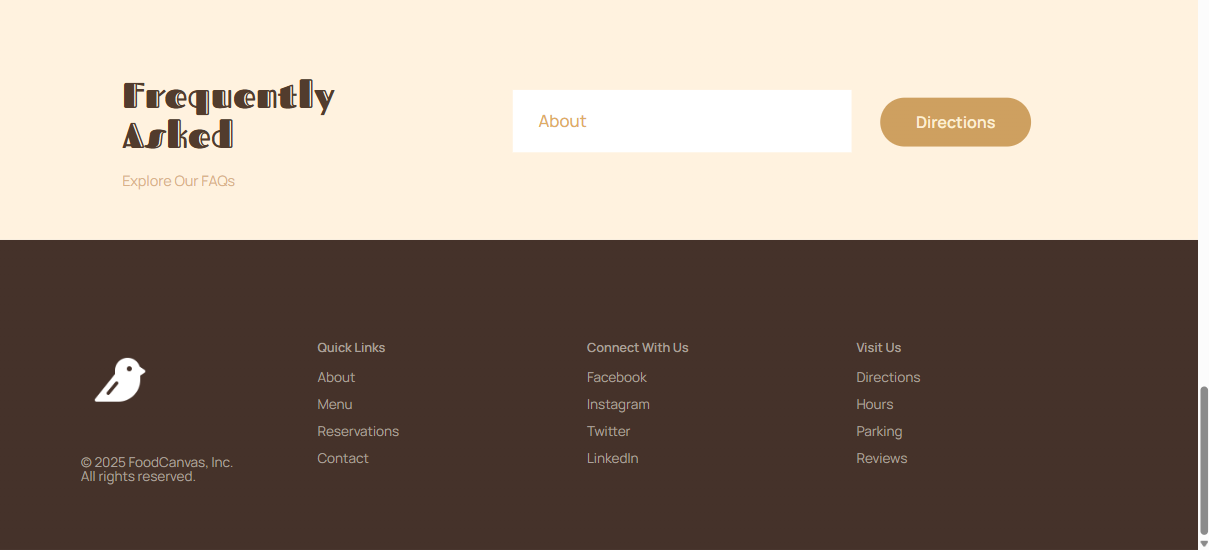 Frequently
Asked
Explore Our FAQs
About
Directions
Quick Links
About
Menu
Reservations
Contact
Connect With Us
Facebook
Instagram
Twitter
LinkedIn
Visit Us
Directions
Hours
Parking
Reviews
© 2025 FoodCanvas, Inc.
All rights reserved.